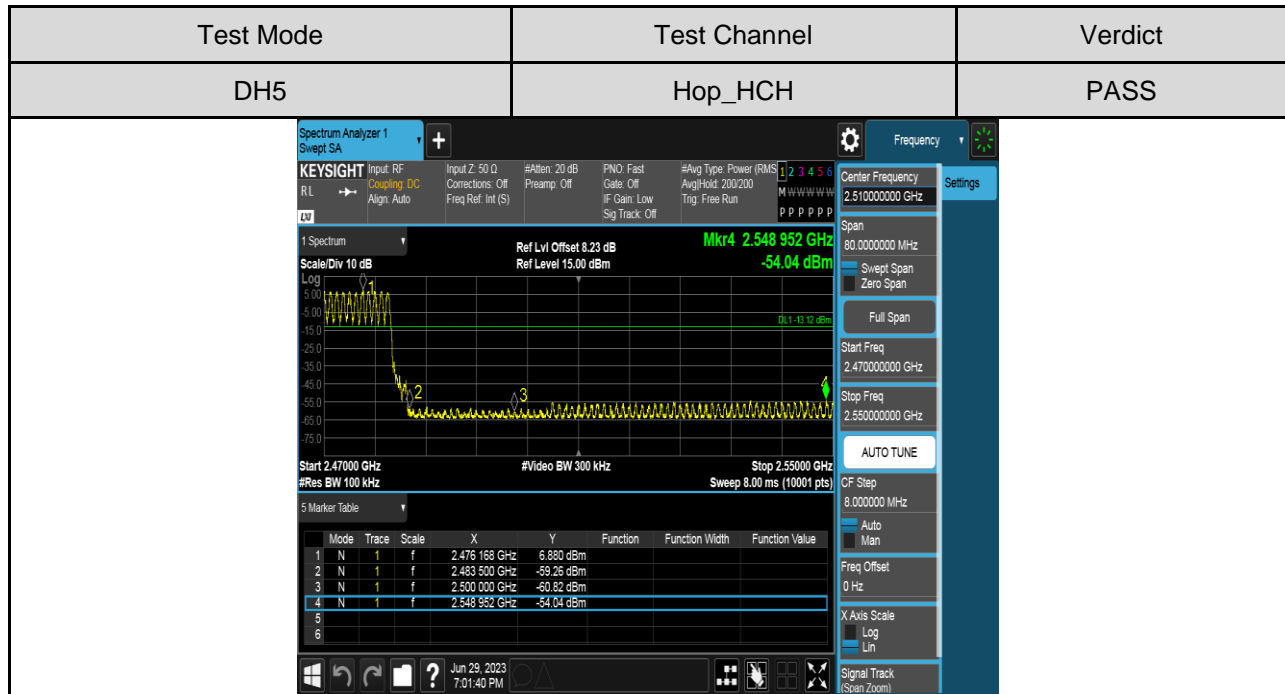 Test Mode Test Channel Verdict
DH5 Hop_HCH PASS
Spectrum Analyzer 1
Swept SA
+
Frequency
KEYSIGHT Input: RF Input Z: 50 Ω #Atten: 20 dB PNO: Fast #Avg Type: Power (RMS 1 2 3 4 5 6
RL Coupling: DC Corrections: Off Preamp: Off Gate: Off Avg|Hold: 200/200 M W W W W W
Align: Auto Freq Ref: Int (S) IF Gain: Low Trig: Free Run
LXI Sig Track: Off P P P P P P
1 Spectrum Ref Lvl Offset 8.23 dB Mkr4 2.548 952 GHz
Scale/Div 10 dB Ref Level 15.00 dBm -54.04 dBm
Log
5.00
-5.00
-15.0
-25.0
-35.0
-45.0
-55.0
-65.0
-75.0
1
2
3
4
DL1 -13.12 dBm
Start 2.47000 GHz #Video BW 300 kHz Stop 2.55000 GHz
#Res BW 100 kHz Sweep 8.00 ms (10001 pts)
5 Marker Table
Mode Trace Scale X Y Function Function Width Function Value
1 N 1 f 2.476 168 GHz 6.880 dBm
2 N 1 f 2.483 500 GHz -59.26 dBm
3 N 1 f 2.500 000 GHz -60.82 dBm
4 N 1 f 2.548 952 GHz -54.04 dBm
5
6
Jun 29, 2023
7:01:40 PM
?
Settings
Center Frequency
2.510000000 GHz
Span
80.0000000 MHz
Swept Span
Zero Span
Full Span
Start Freq
2.470000000 GHz
Stop Freq
2.550000000 GHz
AUTO TUNE
CF Step
8.000000 MHz
Auto
Man
Freq Offset
0 Hz
X Axis Scale
Log
Lin
Signal Track
(Span Zoom)